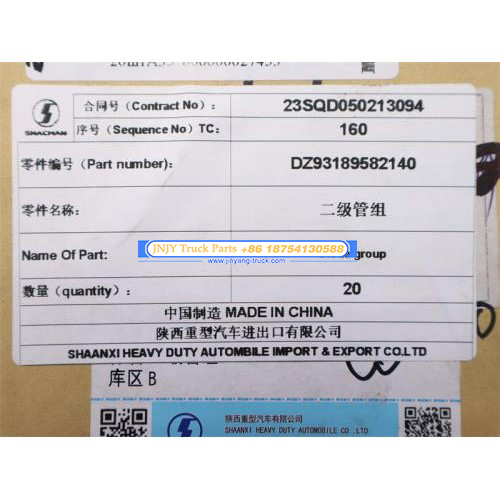 SHACMAN
合同号（Contract No）： 23SQD050213094
序号（Sequence No）TC： 160
零件编号（Part number）： DZ93189582140
零件名称： 二级管组
JNJY Truck Parts +86 18754130588
Name Of Part: group
www.jinyang-truck.com
数量（quantity）： 20
中国制造 MADE IN CHINA
陕西重型汽车进出口有限公司
SHAANXI HEAVY DUTY AUTOMBILE IMPORT & EXPORT CO.LTD
库区 B
陕西重型汽车有限公司
SHAANXI HEAVY DUTY AUTOMOBILE CO .,LTD